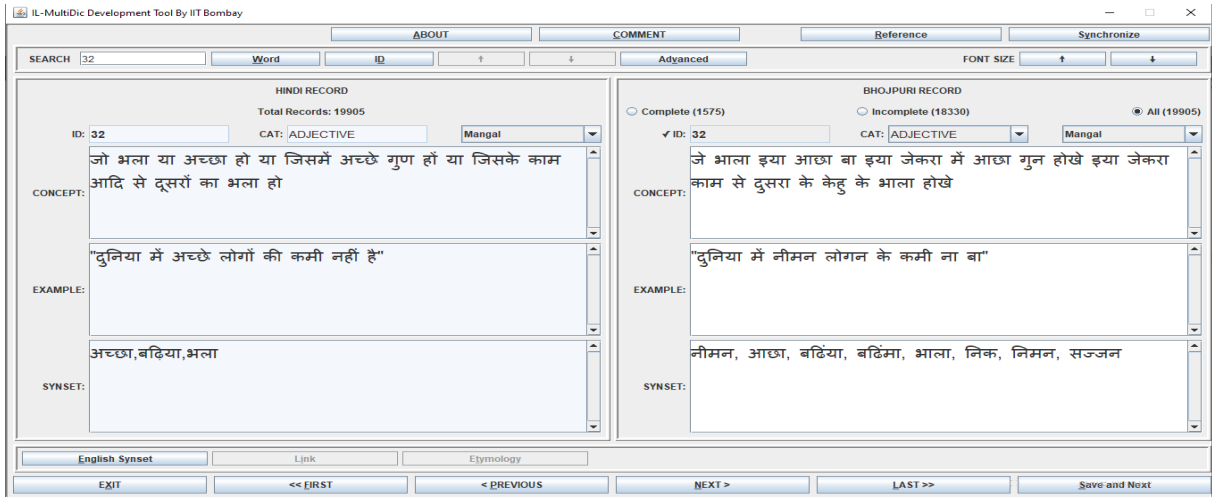 IL-MultiDic Development Tool By IIT Bombay
ABOUT COMMENT Reference Synchronize
SEARCH 32 Word ID Advanced FONT SIZE
HINDI RECORD
Total Records: 19905
ID: 32 CAT: ADJECTIVE Mangal
CONCEPT:
जो भला या अच्छा हो या जिसमें अच्छे गुण हों या जिसके काम
आदि से दूसरों का भला हो
EXAMPLE:
"दुनिया में अच्छे लोगों की कमी नहीं है"
SYNSET:
अच्छा,बढ़िया,भला
BHOJPURI RECORD
Complete (1575) Incomplete (18330) All (19905)
✓ ID: 32 CAT: ADJECTIVE Mangal
CONCEPT:
जे भाला इया आछा बा इया जेकरा में आछा गुन होखे इया जेकरा
काम से दुसरा के केहु के भाला होखे
EXAMPLE:
"दुनिया में नीमन लोगन के कमी ना बा"
SYNSET:
नीमन, आछा, बढिंया, बढिंमा, भाला, निक, निमन, सज्जन
English Synset Link Etymology
EXIT << FIRST < PREVIOUS NEXT > LAST >> Save and Next